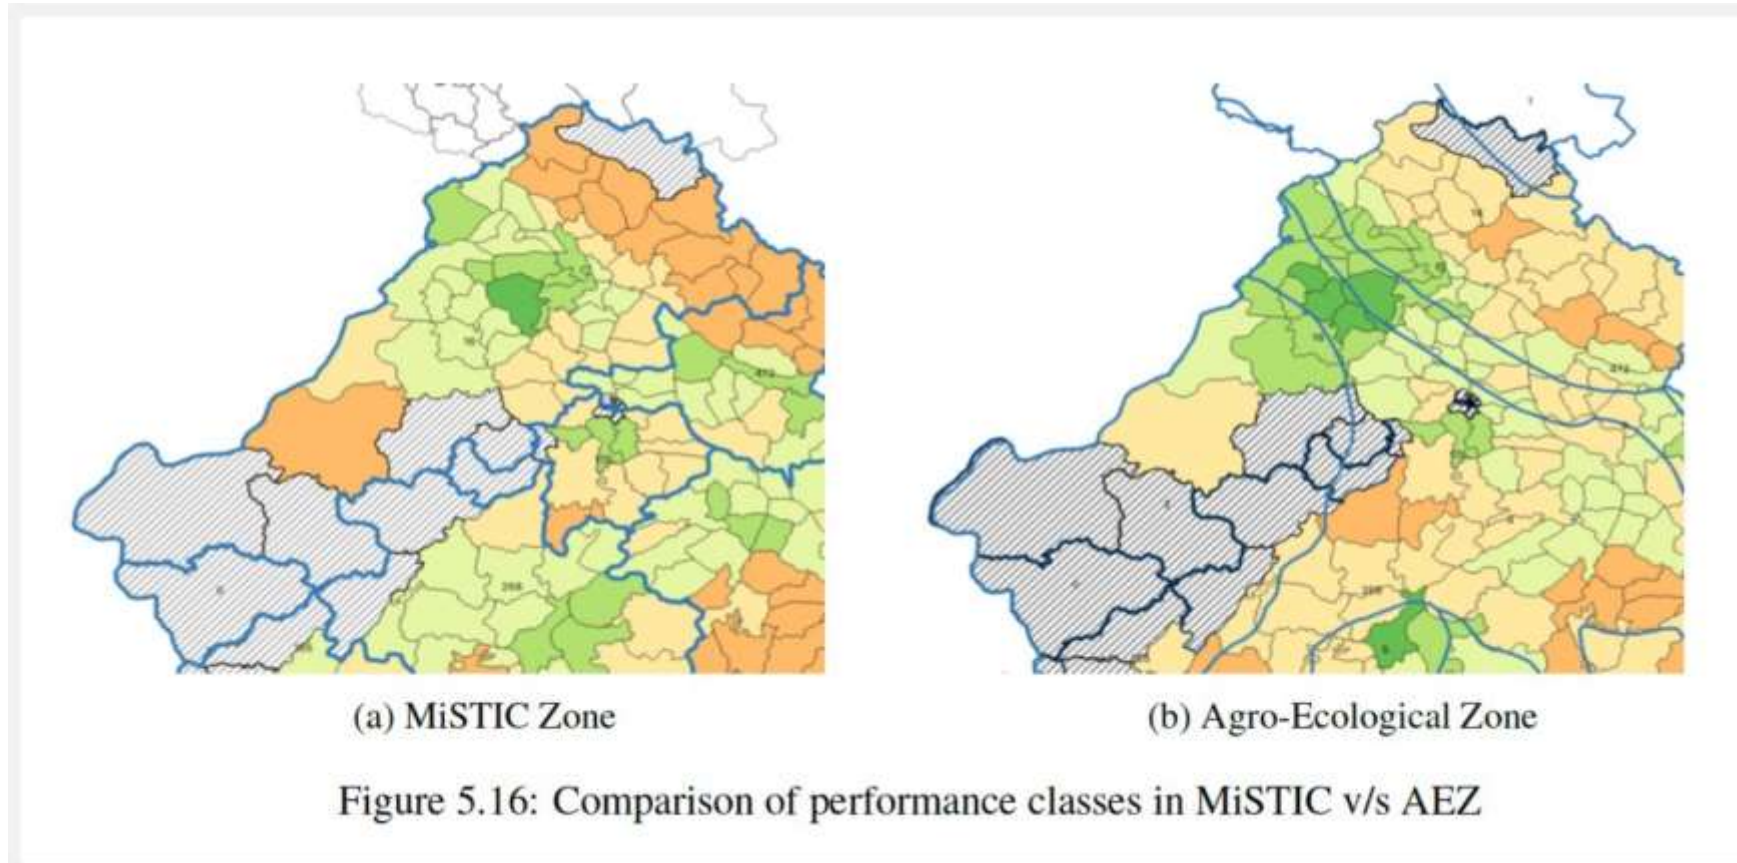 (a) MiSTIC Zone
(b) Agro-Ecological Zone
Figure 5.16: Comparison of performance classes in MiSTIC v/s AEZ